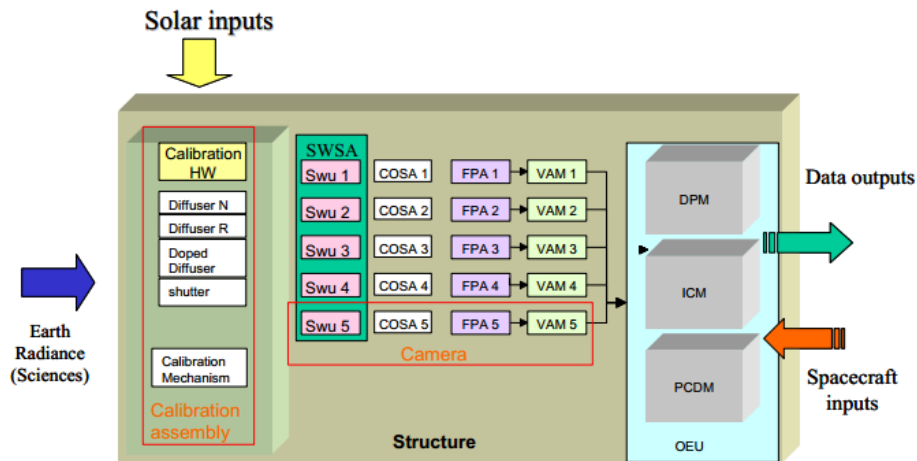 Solar inputs
Calibration
HW
Diffuser N
Diffuser R
Doped
Diffuser
shutter
Calibration
Mechanism
Calibration
assembly
Earth
Radiance
(Sciences)
SWSA
Swu 1
COSA 1
FPA 1
VAM 1
Swu 2
COSA 2
FPA 2
VAM 2
Swu 3
COSA 3
FPA 3
VAM 3
Swu 4
COSA 4
FPA 4
VAM 4
Swu 5
COSA 5
FPA 5
VAM 5
Camera
Structure
DPM
ICM
PCDM
OEU
Data outputs
Spacecraft
inputs